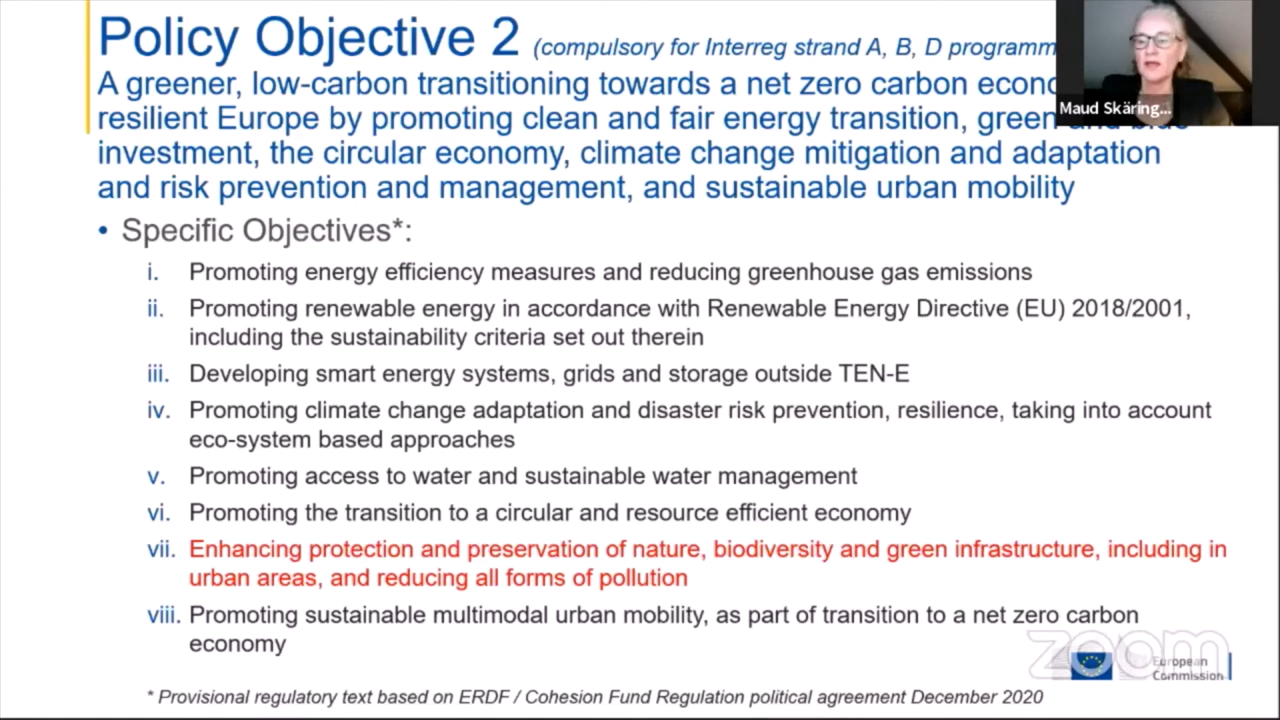 Policy Objective 2 (compulsory for Interreg strand A, B, D programm
A greener, low-carbon transitioning towards a net zero carbon econo
resilient Europe by promoting clean and fair energy transition, green and blue
investment, the circular economy, climate change mitigation and adaptation
and risk prevention and management, and sustainable urban mobility
Maud Skäring...
• Specific Objectives*:
i. Promoting energy efficiency measures and reducing greenhouse gas emissions
ii. Promoting renewable energy in accordance with Renewable Energy Directive (EU) 2018/2001,
including the sustainability criteria set out therein
iii. Developing smart energy systems, grids and storage outside TEN-E
iv. Promoting climate change adaptation and disaster risk prevention, resilience, taking into account
eco-system based approaches
v. Promoting access to water and sustainable water management
vi. Promoting the transition to a circular and resource efficient economy
vii. Enhancing protection and preservation of nature, biodiversity and green infrastructure, including in
urban areas, and reducing all forms of pollution
viii. Promoting sustainable multimodal urban mobility, as part of transition to a net zero carbon
economy
zoom
European
Commission
* Provisional regulatory text based on ERDF / Cohesion Fund Regulation political agreement December 2020